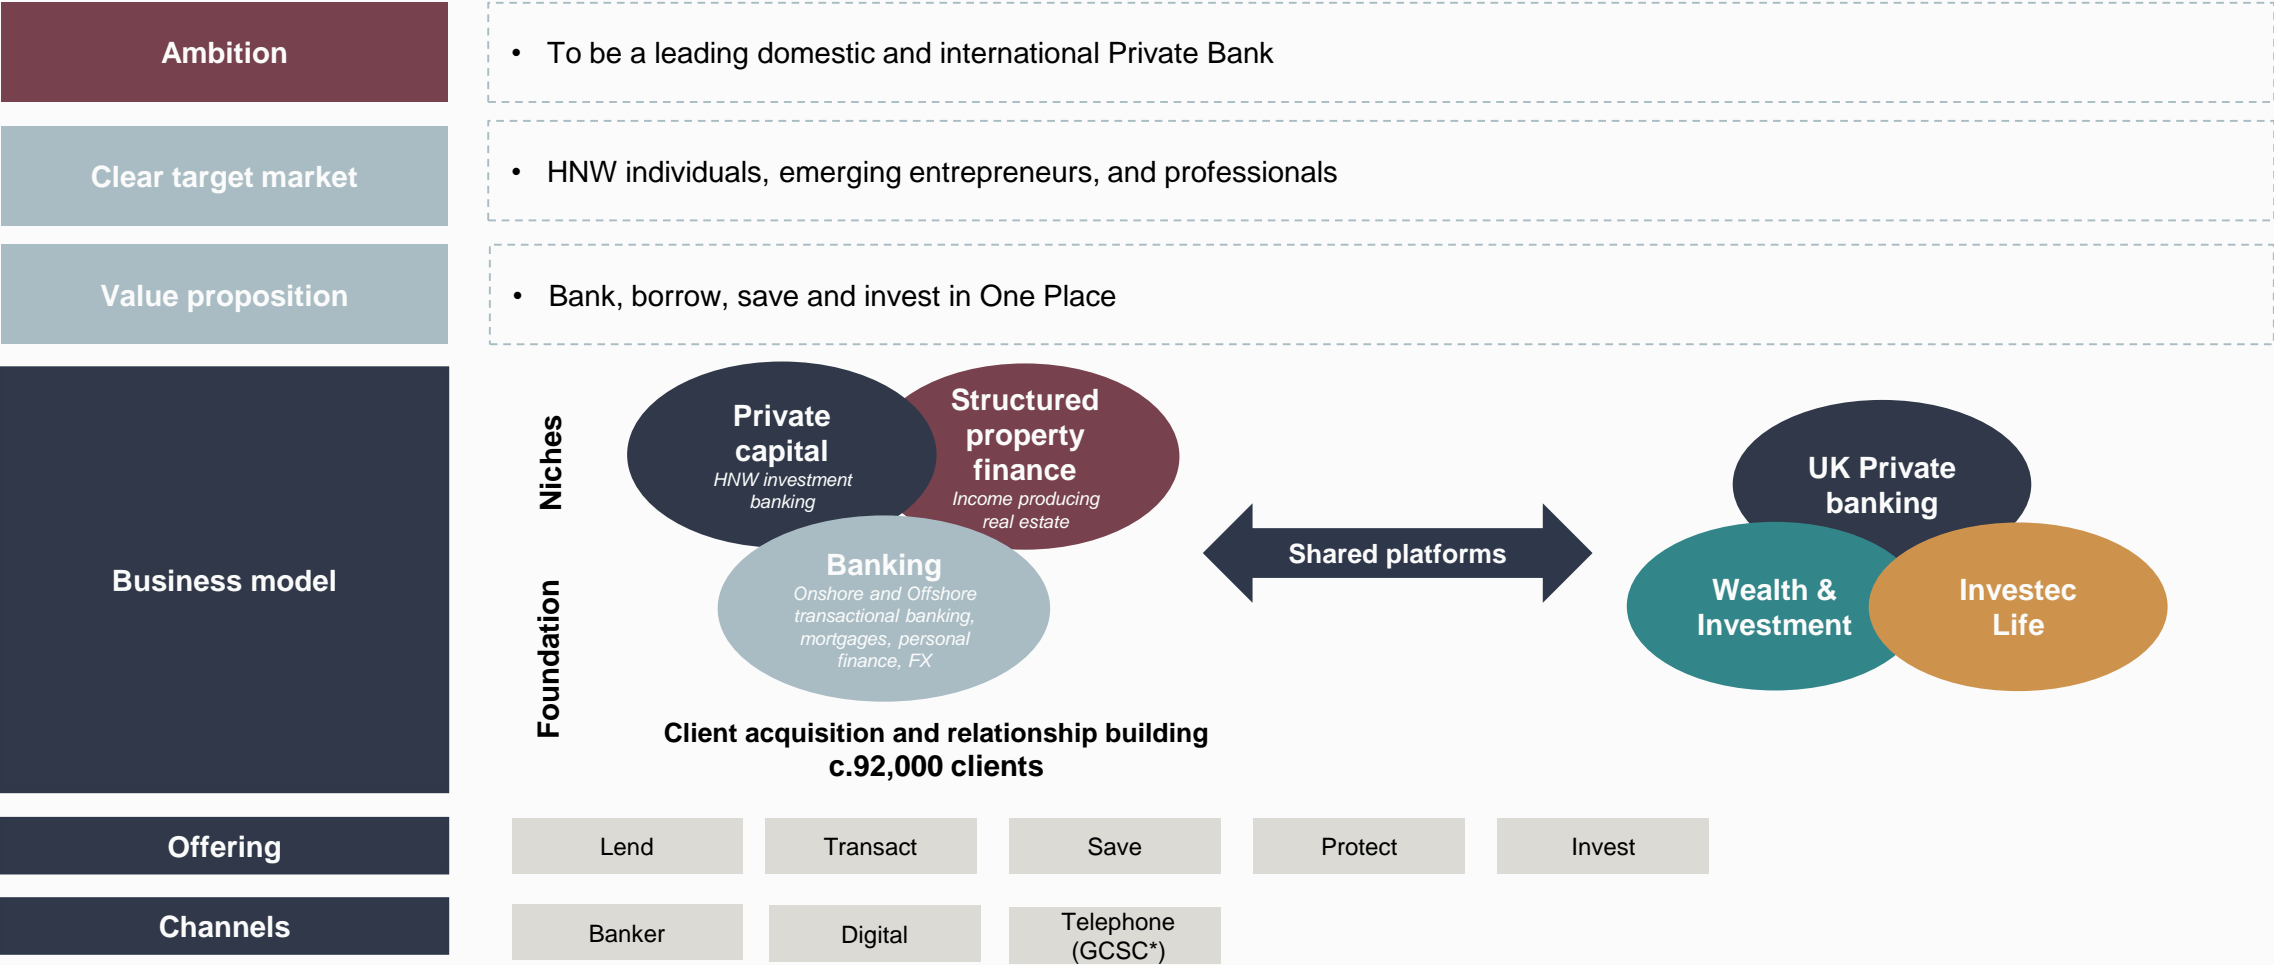 Ambition
• To be a leading domestic and international Private Bank
Clear target market
• HNW individuals, emerging entrepreneurs, and professionals
Value proposition
• Bank, borrow, save and invest in One Place
Business model
Niches
Foundation
Private
capital
HNW investment
banking
Structured
property
finance
Income producing
real estate
Banking
Onshore and Offshore
transactional banking,
mortgages, personal
finance, FX
Client acquisition and relationship building
c.92,000 clients
Shared platforms
UK Private
banking
Wealth &
Investment
Investec
Life
Offering
Lend
Transact
Save
Protect
Invest
Channels
Banker
Digital
Telephone
(GCSC*)